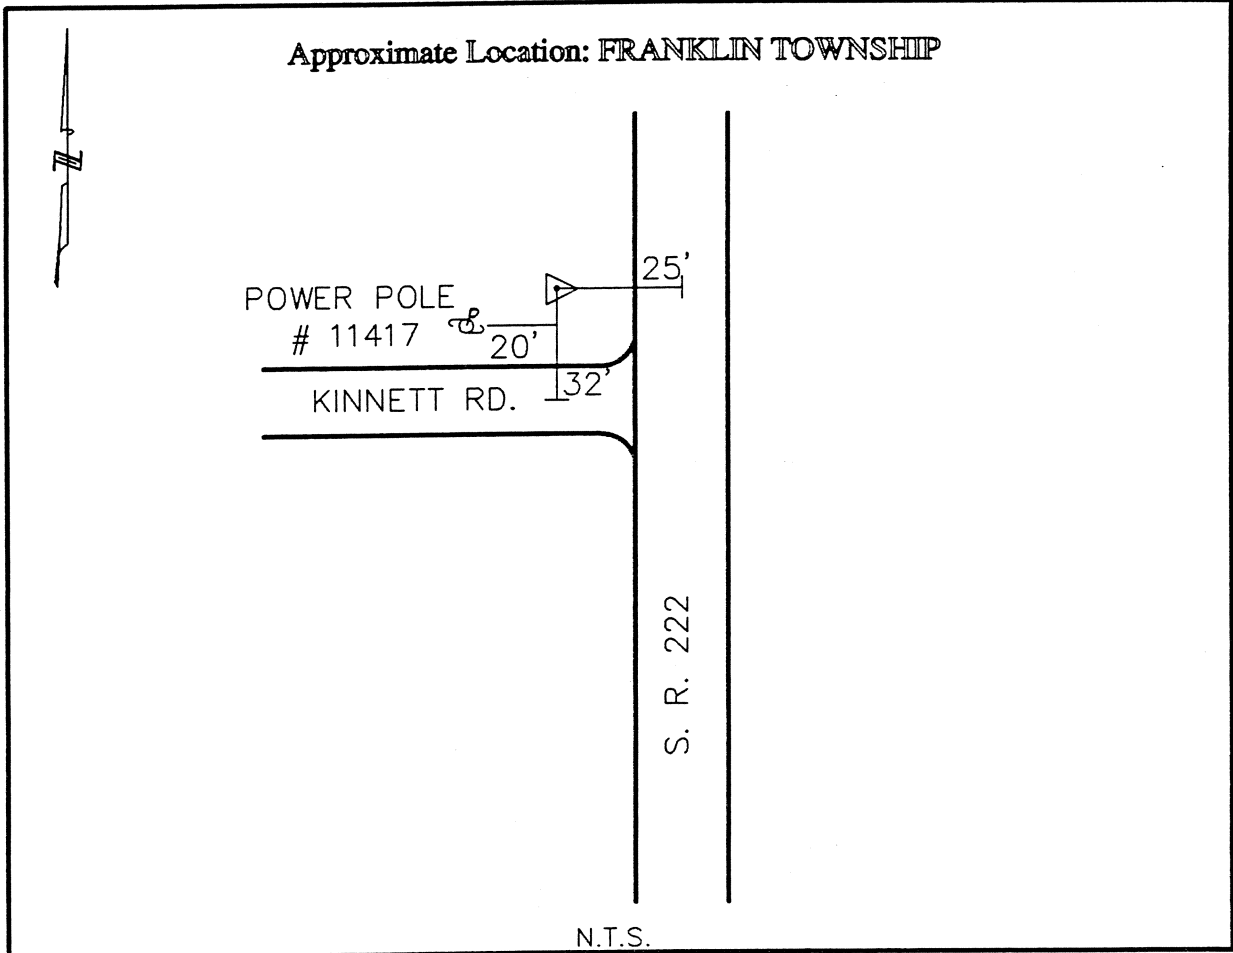 Approximate Location: FRANKLIN TOWNSHIP
N
25'
POWER POLE
# 11417
20'
32'
KINNETT RD.
S. R. 222
N.T.S.